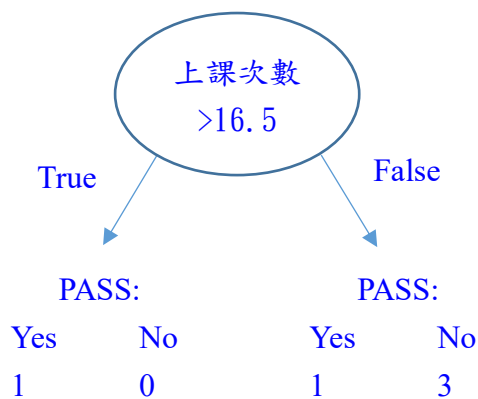 上課次數
>16.5
True
False
PASS:
PASS:
Yes No
Yes No
1 0
1 3